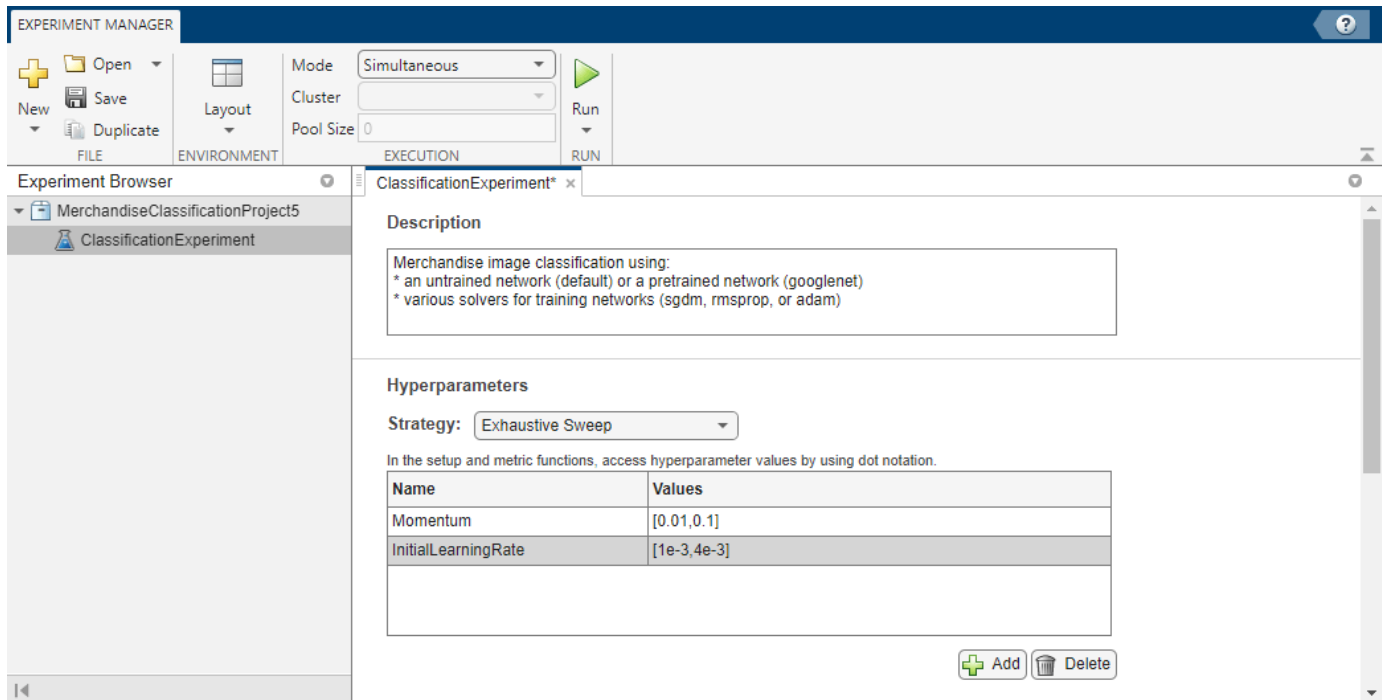 EXPERIMENT MANAGER
?
New
Open
Save
Duplicate
FILE
Layout
ENVIRONMENT
Mode Simultaneous
Cluster
Pool Size 0
EXECUTION
Run
RUN
Experiment Browser
MerchandiseClassificationProject5
ClassificationExperiment
ClassificationExperiment* ×
Description
Merchandise image classification using:
* an untrained network (default) or a pretrained network (googlenet)
* various solvers for training networks (sgdm, rmsprop, or adam)
Hyperparameters
Strategy: Exhaustive Sweep
In the setup and metric functions, access hyperparameter values by using dot notation.
Name Values
Momentum [0.01,0.1]
InitialLearningRate [1e-3,4e-3]
Add Delete